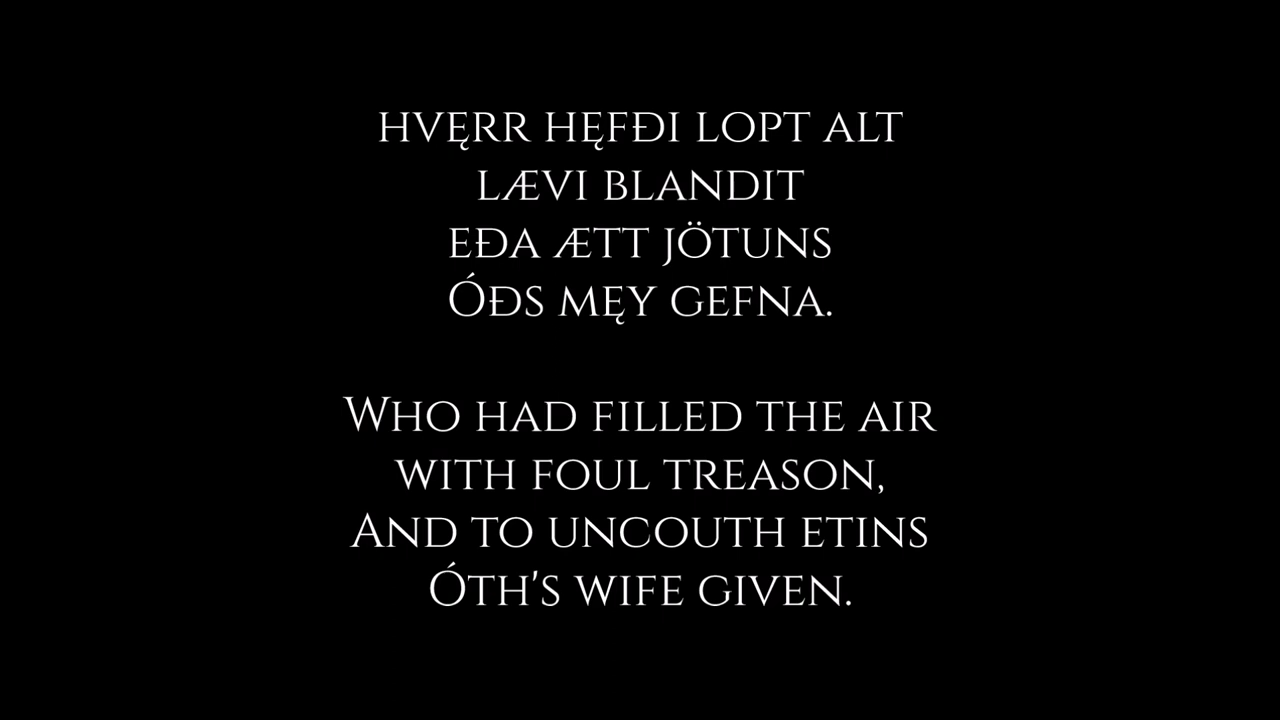 hvęrr hęfði lopt alt
lævi blandit
eða ætt jötuns
Óðs męy gefna.
Who had filled the air
with foul treason,
And to uncouth etins
Óth's wife given.